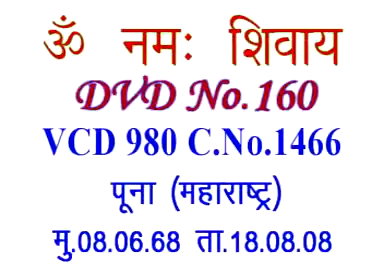 ॐ नमः शिवाय
DVD No.160
VCD 980 C.No.1466
पूना (महाराष्ट्र)
मु.08.06.68 ता.18.08.08